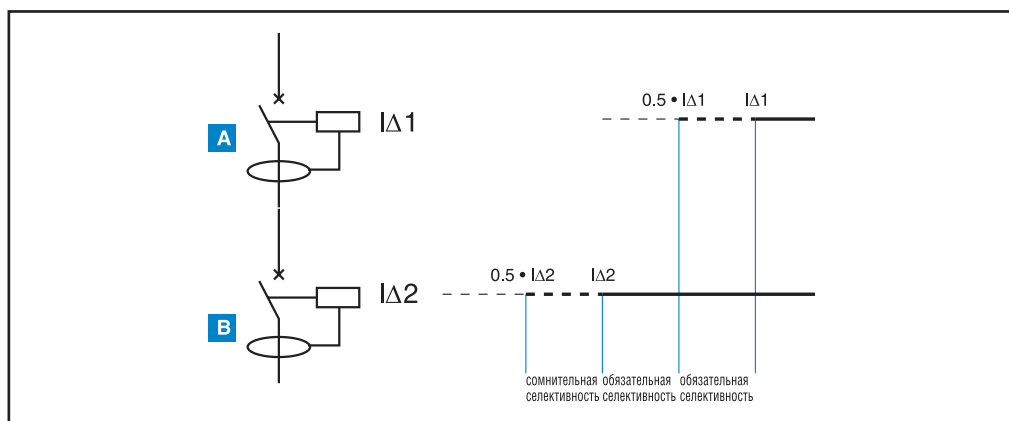 0.5 • IΔ1 IΔ1
A IΔ1
0.5 • IΔ2 IΔ2
B IΔ2
сомнительная обязательная обязательная
селективность селективность селективность